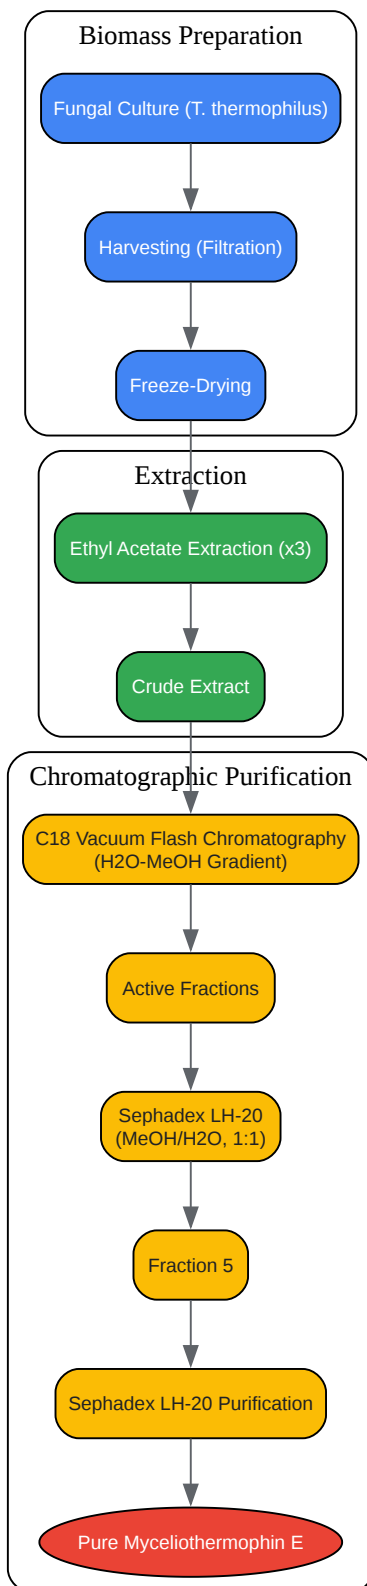 Biomass Preparation
Fungal Culture (T. thermophilus)
Harvesting (Filtration)
Freeze-Drying
Extraction
Ethyl Acetate Extraction (x3)
Crude Extract
Chromatographic Purification
C18 Vacuum Flash Chromatography
(H2O-MeOH Gradient)
Active Fractions
Sephadex LH-20
(MeOH/H2O, 1:1)
Fraction 5
Sephadex LH-20 Purification
Pure Myceliothermophin E